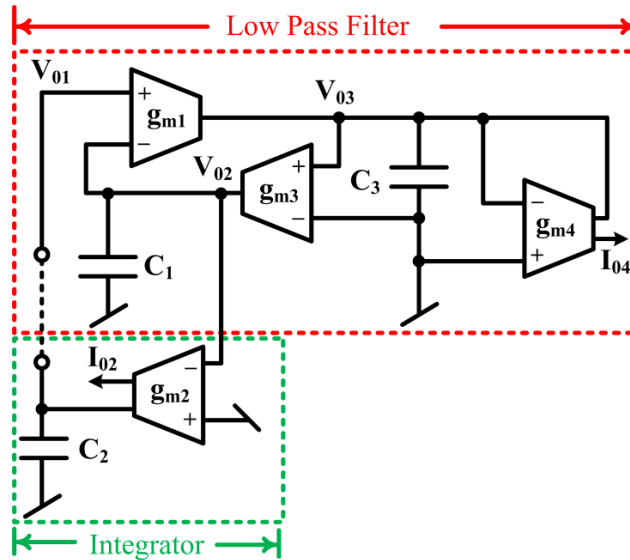 Low Pass Filter
V01
+
gm1
−
V03
V02
+
gm3
−
C3
−
gm4
+
I04
C1
I02
−
gm2
+
C2
Integrator